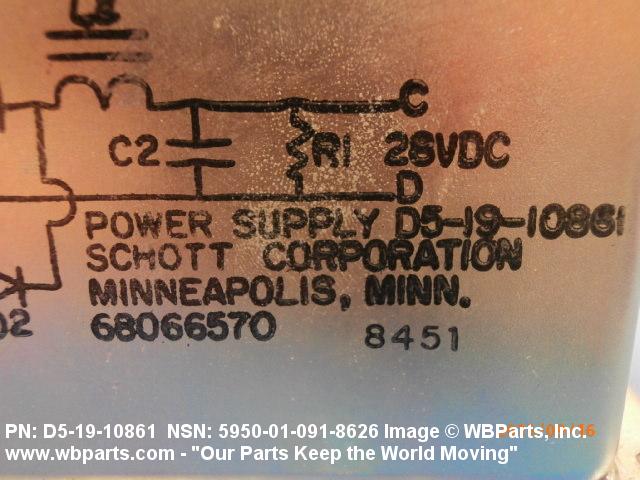 C
C2
R1
28VDC
D
POWER SUPPLY D5-19-10861
SCHOTT CORPORATION
MINNEAPOLIS, MINN.
68066570 8451
PN: D5-19-10861 NSN: 5950-01-091-8626 Image © WBParts, Inc.
www.wbparts.com - "Our Parts Keep the World Moving"